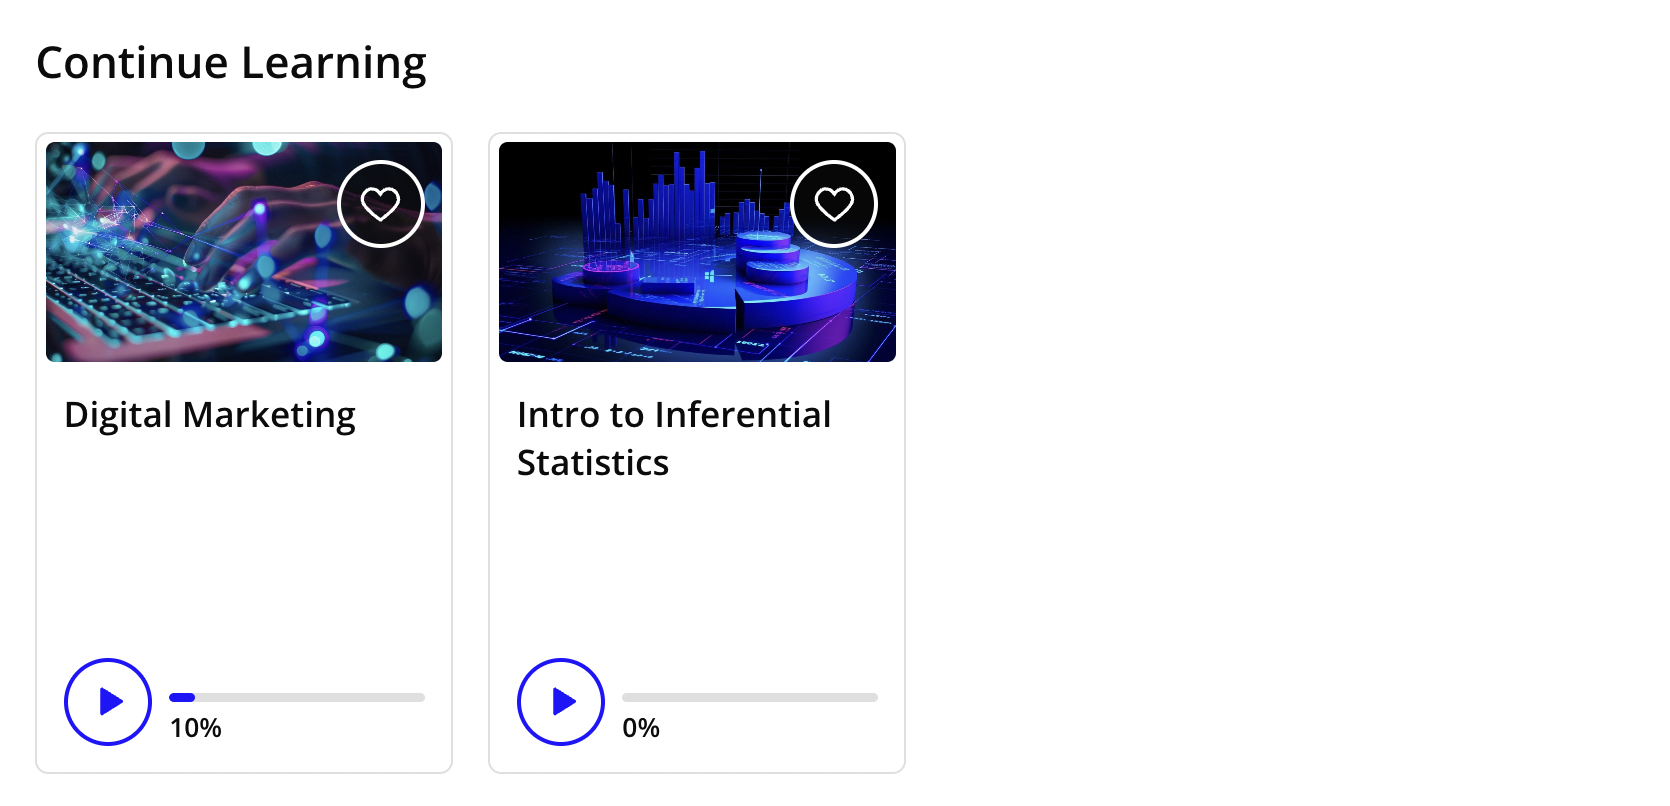 Continue Learning
Digital Marketing
Intro to Inferential
Statistics
10%
0%